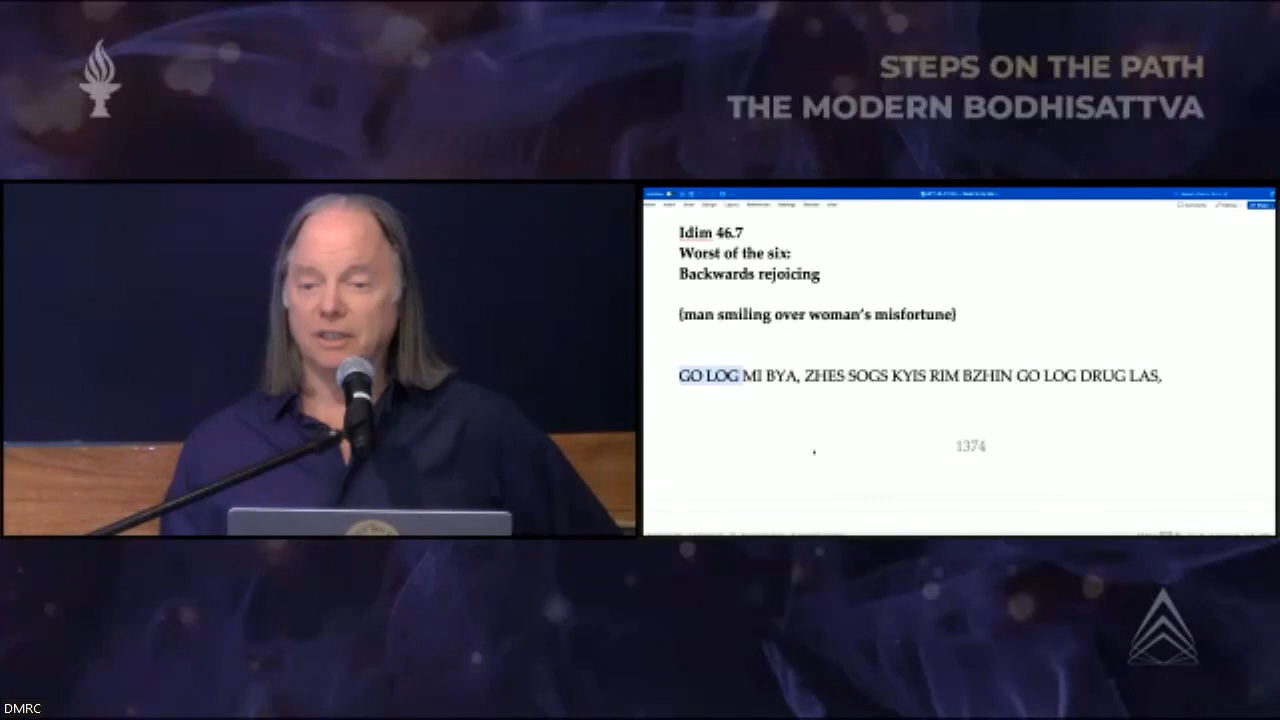 STEPS ON THE PATH
THE MODERN BODHISATTVA
Idim 46.7
Worst of the six:
Backwards rejoicing
(man smiling over woman's misfortune)
GO LOG MI BYA, ZHES SOGS KYIS RIM BZHIN GO LOG DRUG LAS,
1374
DMRC